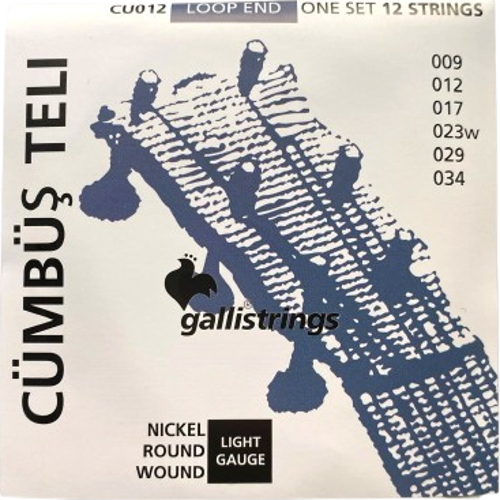 CU012 LOOP END ONE SET 12 STRINGS
009
012
017
023w
029
034
CÜMBÜŞ TELI
gallistrings
NICKEL
ROUND
WOUND
LIGHT
GAUGE